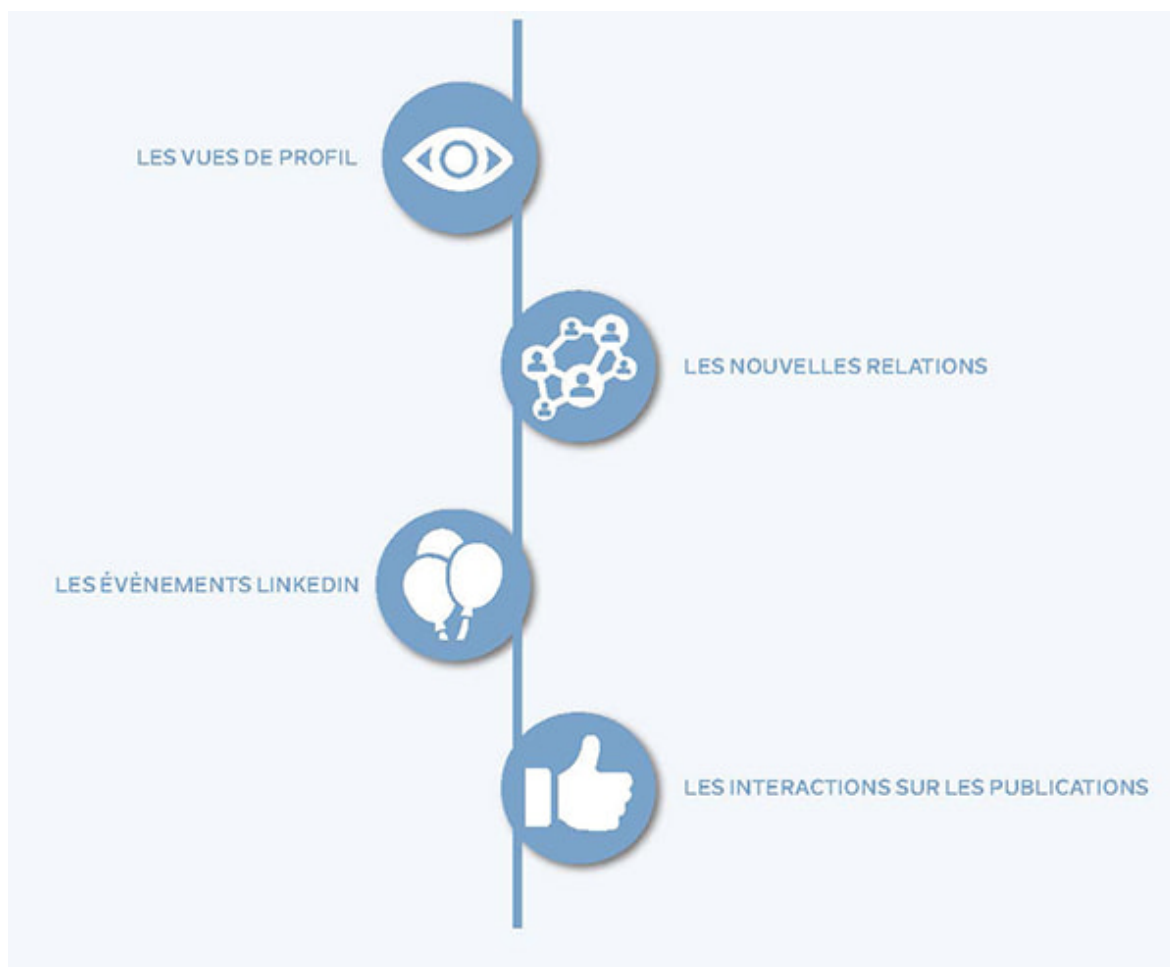 LES VUES DE PROFIL
LES NOUVELLES RELATIONS
LES ÉVÈNEMENTS LINKEDIN
LES INTERACTIONS SUR LES PUBLICATIONS